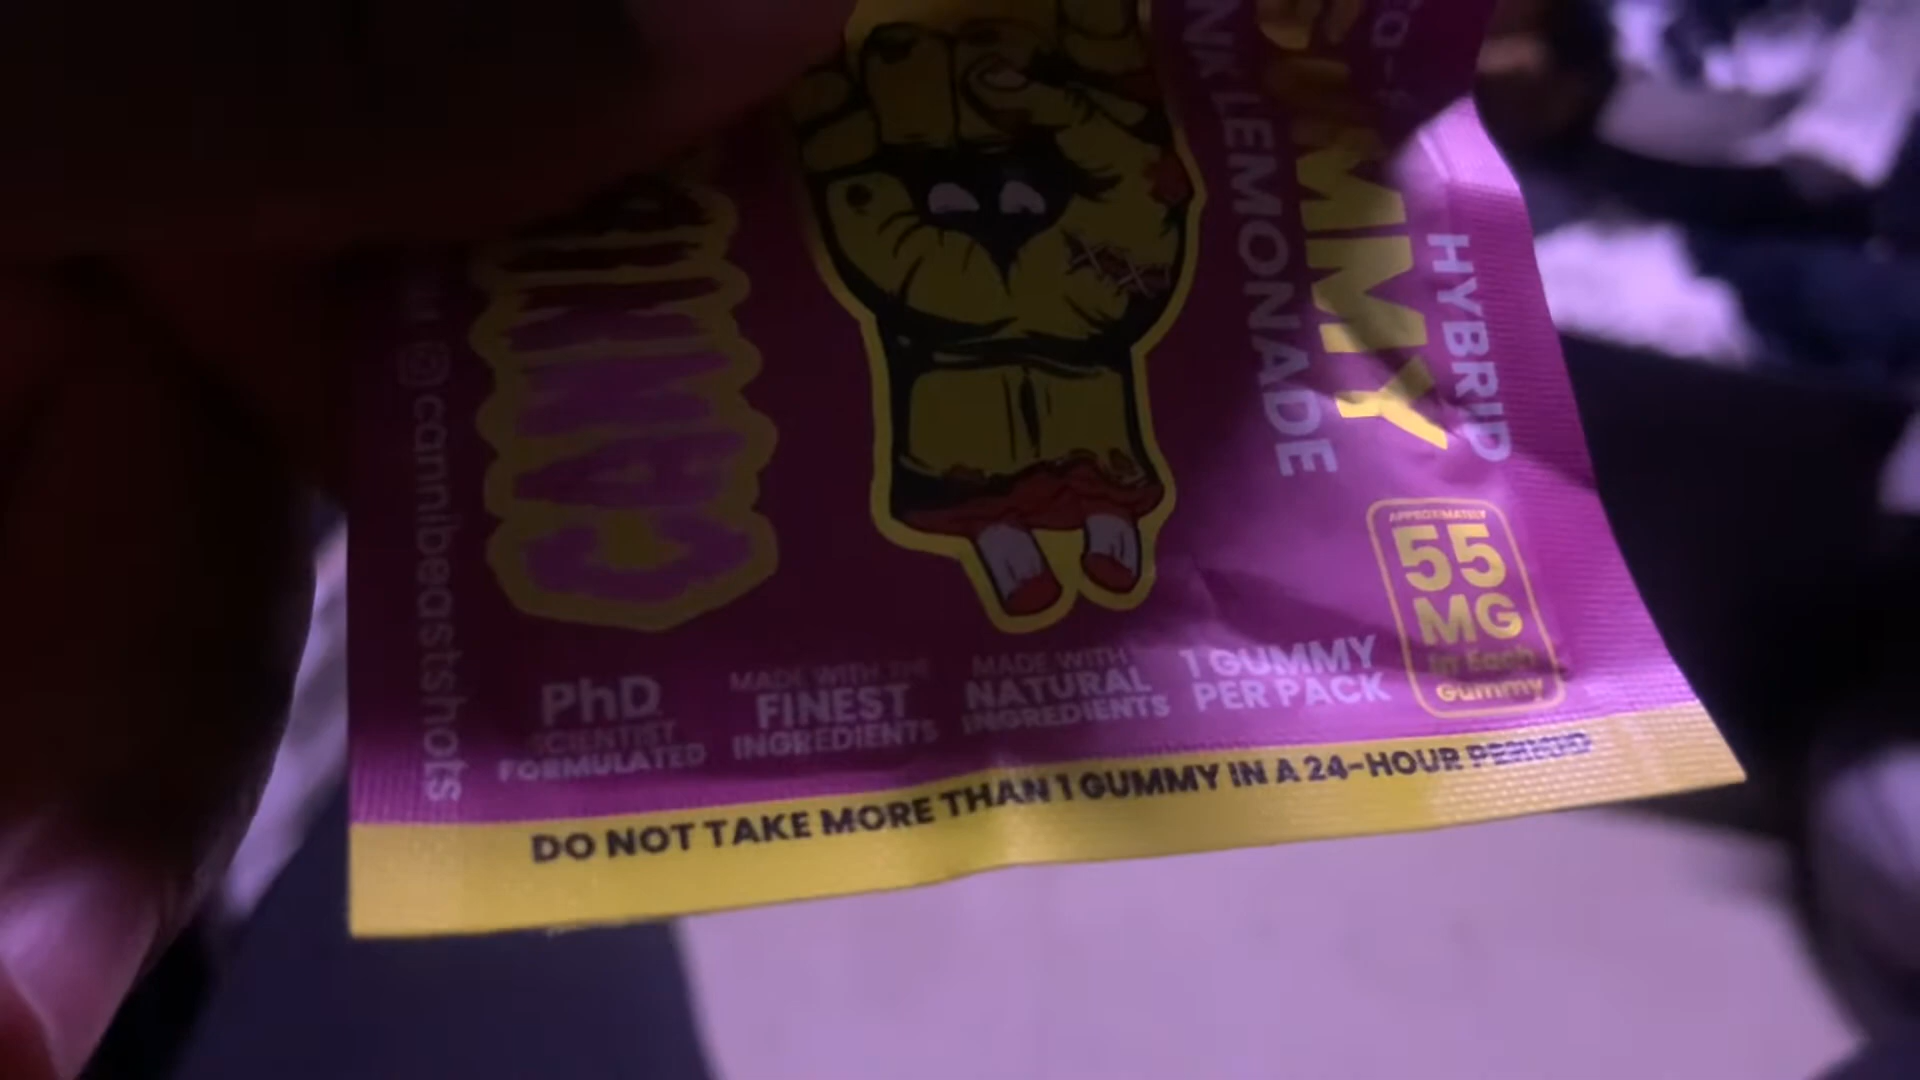 cannibeastshots
CANN
LEMONADE
HYBRID
APPROXIMATELY
55
MG
In Each
Gummy
PhD
SCIENTIST
FORMULATED
MADE WITH THE
FINEST
INGREDIENTS
MADE WITH
NATURAL
INGREDIENTS
1 GUMMY
PER PACK
DO NOT TAKE MORE THAN 1 GUMMY IN A 24-HOUR PERIOD